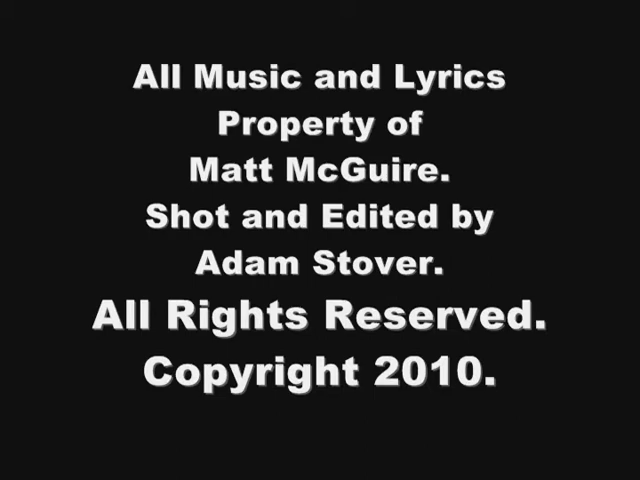 All Music and Lyrics
Property of
Matt McGuire.
Shot and Edited by
Adam Stover.
All Rights Reserved.
Copyright 2010.